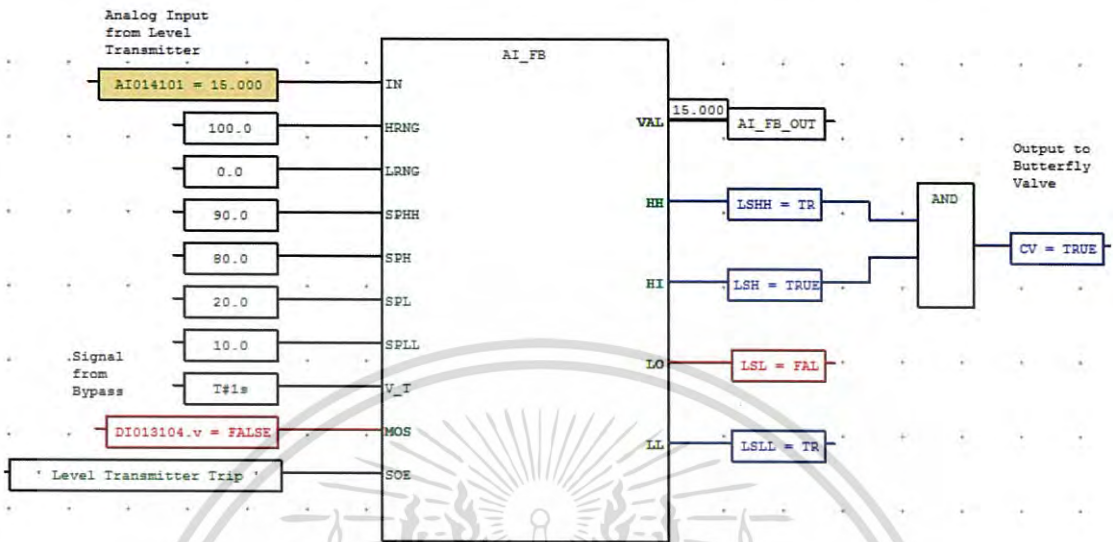 Analog Input
from Level
Transmitter
AI_FB
AI014101 = 15.000
IN
100.0
HRNG
0.0
LRNG
90.0
SPHH
80.0
SPH
20.0
SPL
10.0
SPLL
.Signal
from
Bypass
T#1s
V_T
DI013104.v = FALSE
MOS
' Level Transmitter Trip '
SOE
VAL
15.000
AI_FB_OUT
HH
LSHH = TR
HI
LSH = TRUE
LO
LSL = FAL
LL
LSLL = TR
AND
Output to
Butterfly
Valve
CV = TRUE